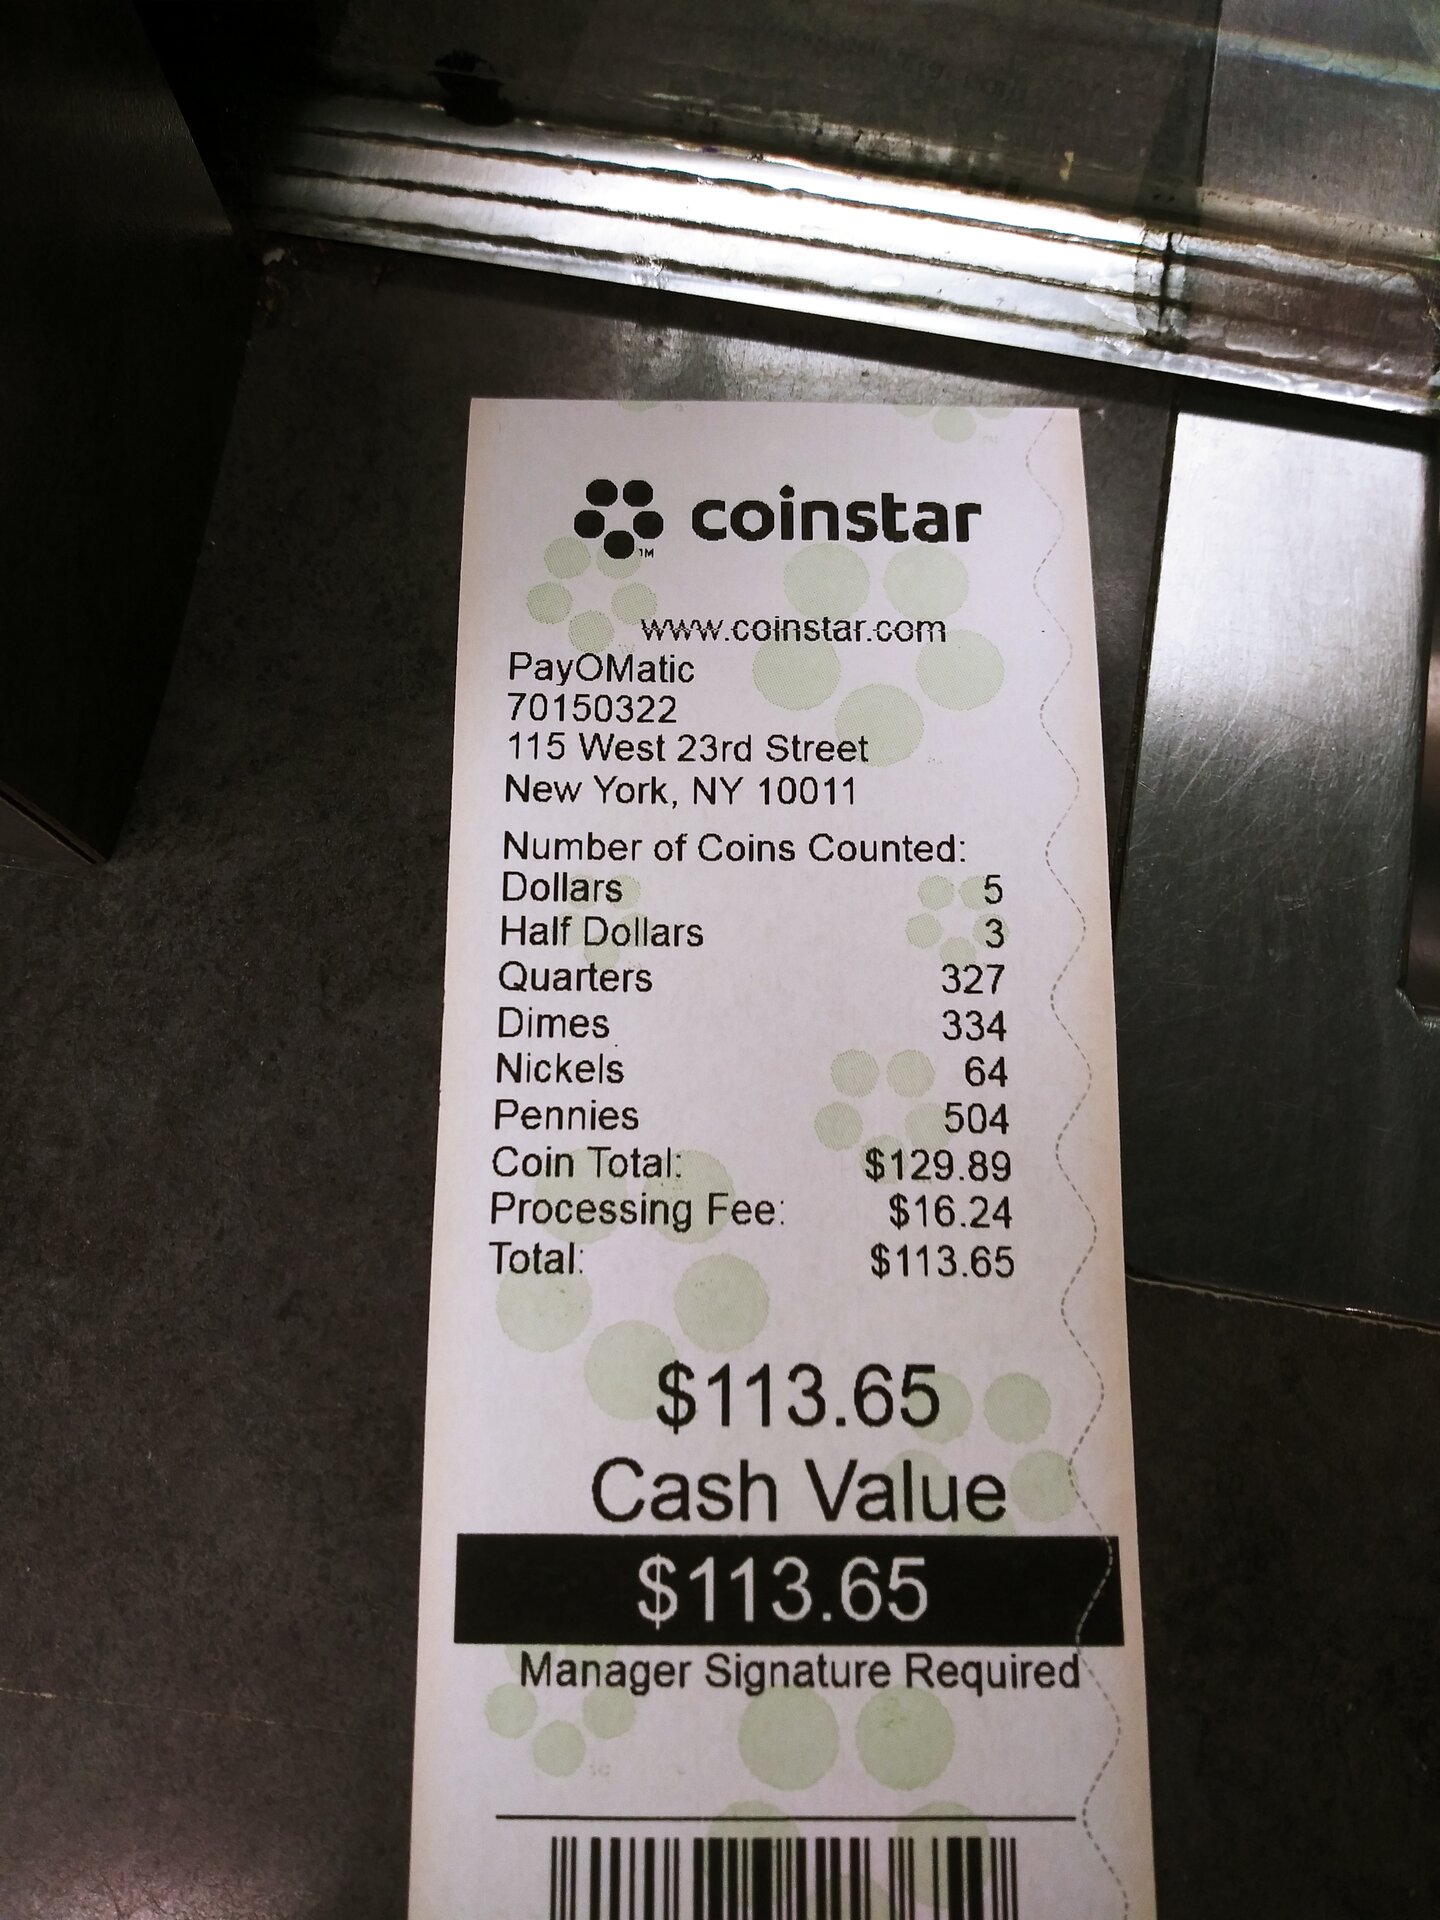 coinstar
TM
www.coinstar.com
PayOMatic
70150322
115 West 23rd Street
New York, NY 10011
Number of Coins Counted:
Dollars 5
Half Dollars 3
Quarters 327
Dimes 334
Nickels 64
Pennies 504
Coin Total: $129.89
Processing Fee: $16.24
Total: $113.65
$113.65
Cash Value
$113.65
Manager Signature Required